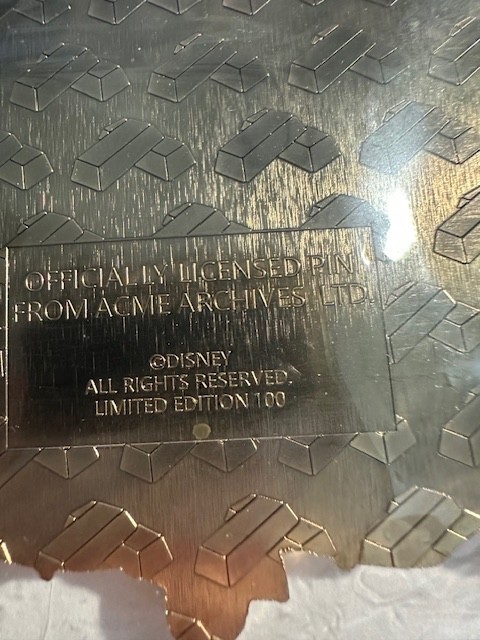 OFFICIALLY LICENSED PIN
FROM ACME ARCHIVES, LTD.
©DISNEY
ALL RIGHTS RESERVED.
LIMITED EDITION 100